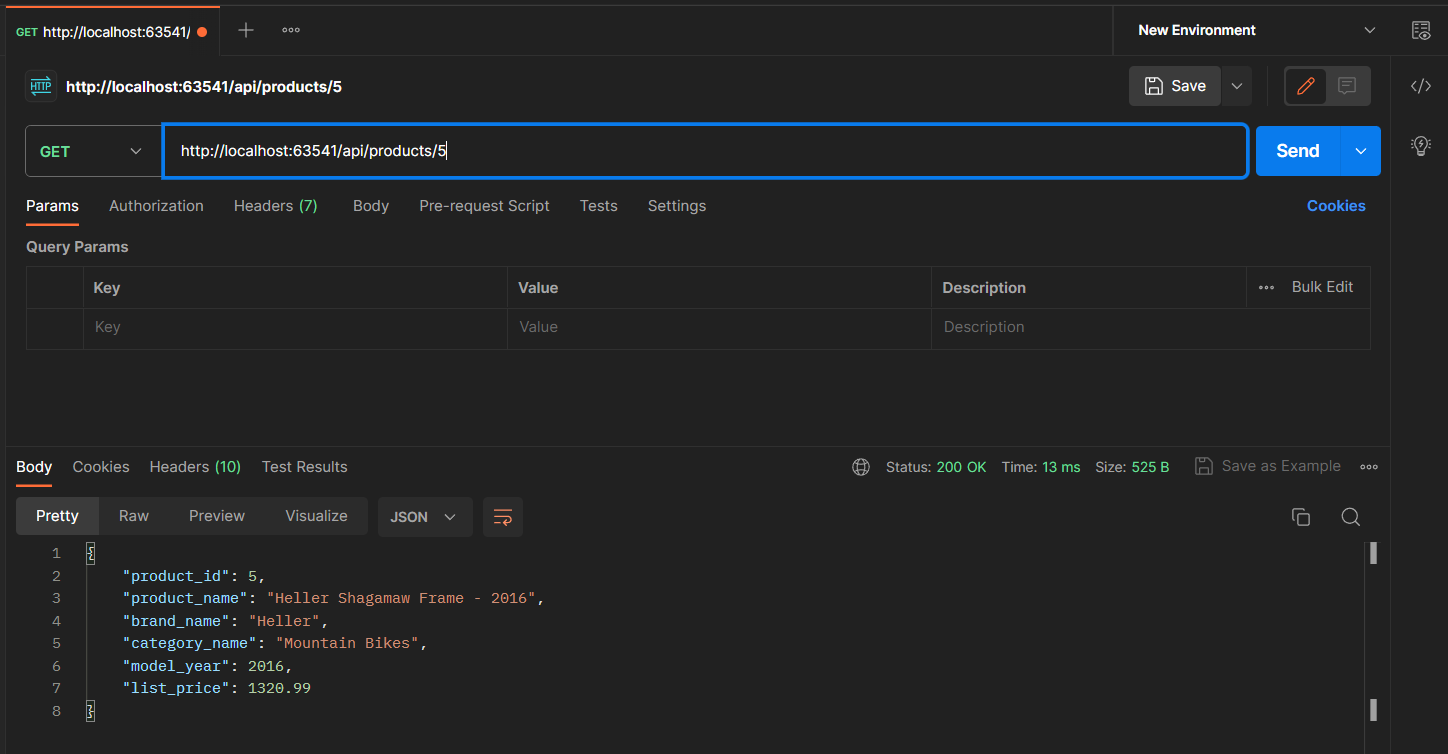 GET http://localhost:63541/
New Environment
HTTP http://localhost:63541/api/products/5
Save
GET http://localhost:63541/api/products/5 Send
Params Authorization Headers (7) Body Pre-request Script Tests Settings Cookies
Query Params
Key Value Description Bulk Edit
Key Value Description
Body Cookies Headers (10) Test Results Status: 200 OK Time: 13 ms Size: 525 B Save as Example
Pretty Raw Preview Visualize JSON
1 {
2 "product_id": 5,
3 "product_name": "Heller Shagamaw Frame - 2016",
4 "brand_name": "Heller",
5 "category_name": "Mountain Bikes",
6 "model_year": 2016,
7 "list_price": 1320.99
8 }